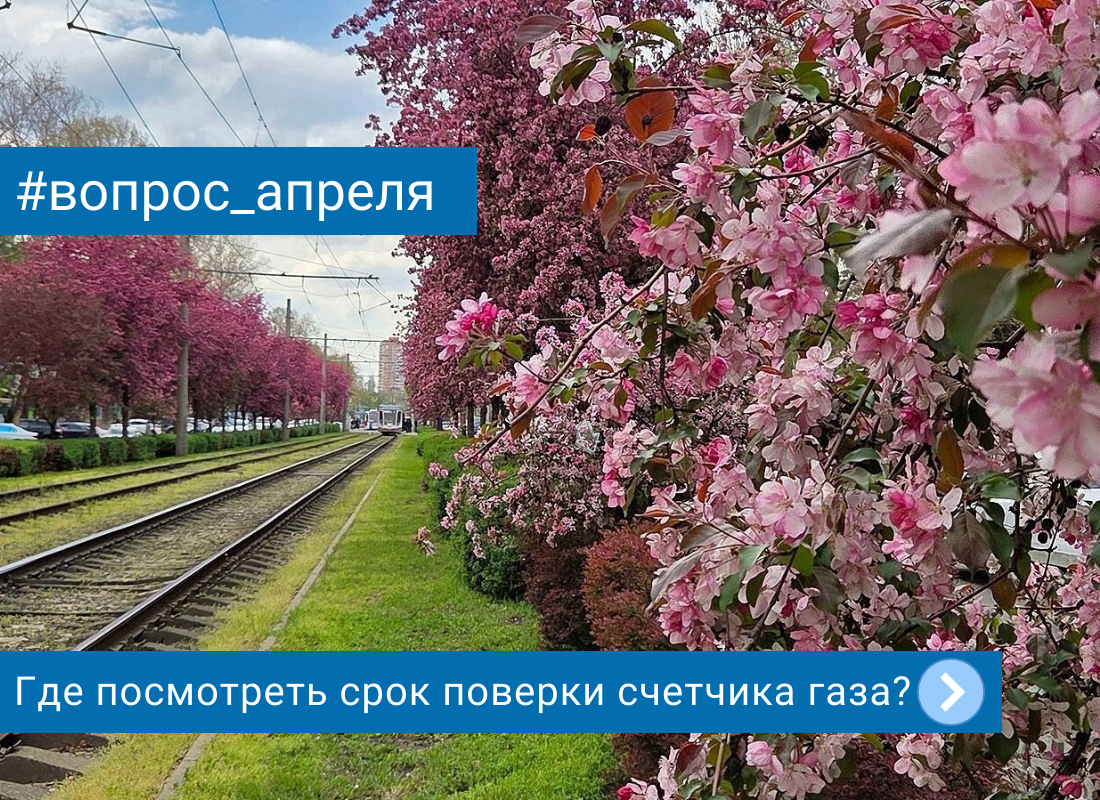 #вопрос_апреля
Где посмотреть срок поверки счетчика газа?